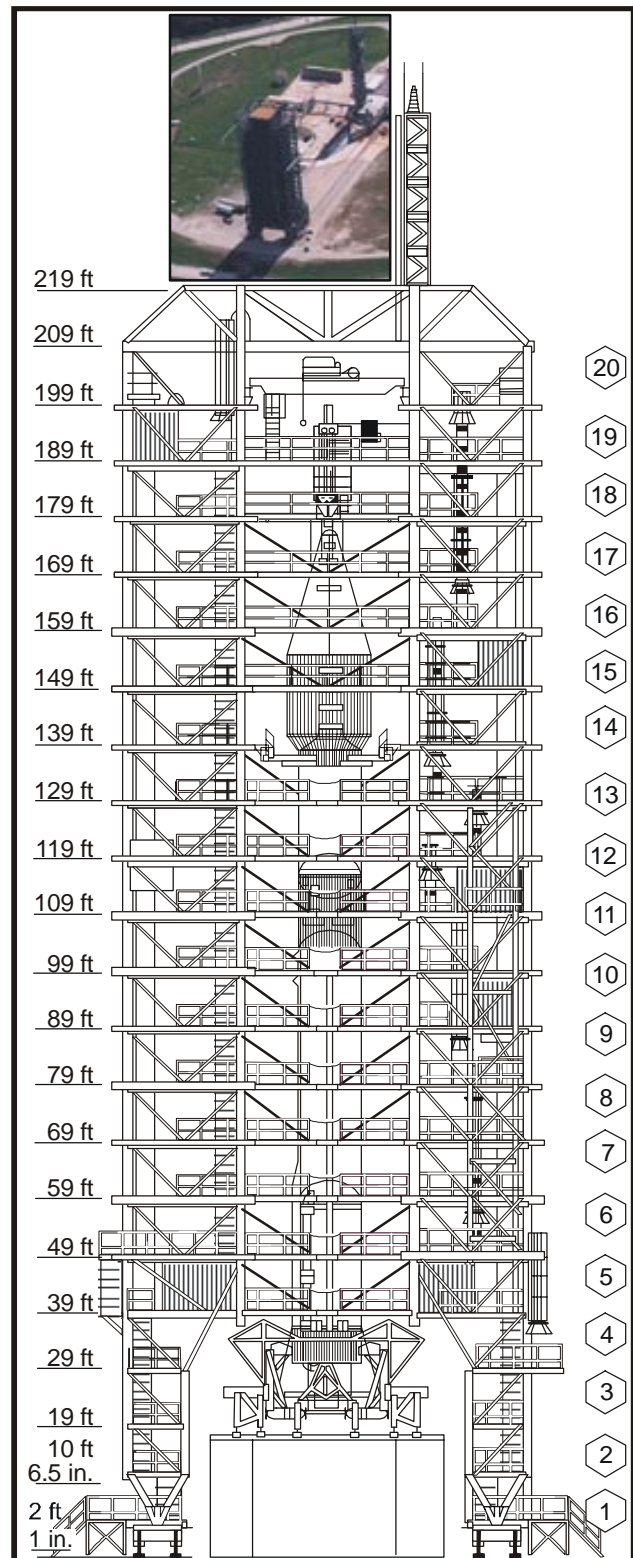 219 ft
209 ft
20
199 ft
19
189 ft
18
179 ft
17
169 ft
16
159 ft
15
149 ft
14
139 ft
13
129 ft
12
119 ft
11
109 ft
10
99 ft
9
89 ft
8
79 ft
7
69 ft
6
59 ft
5
49 ft
4
39 ft
3
29 ft
2
19 ft
1
10 ft
6.5 in.
2 ft
1 in.